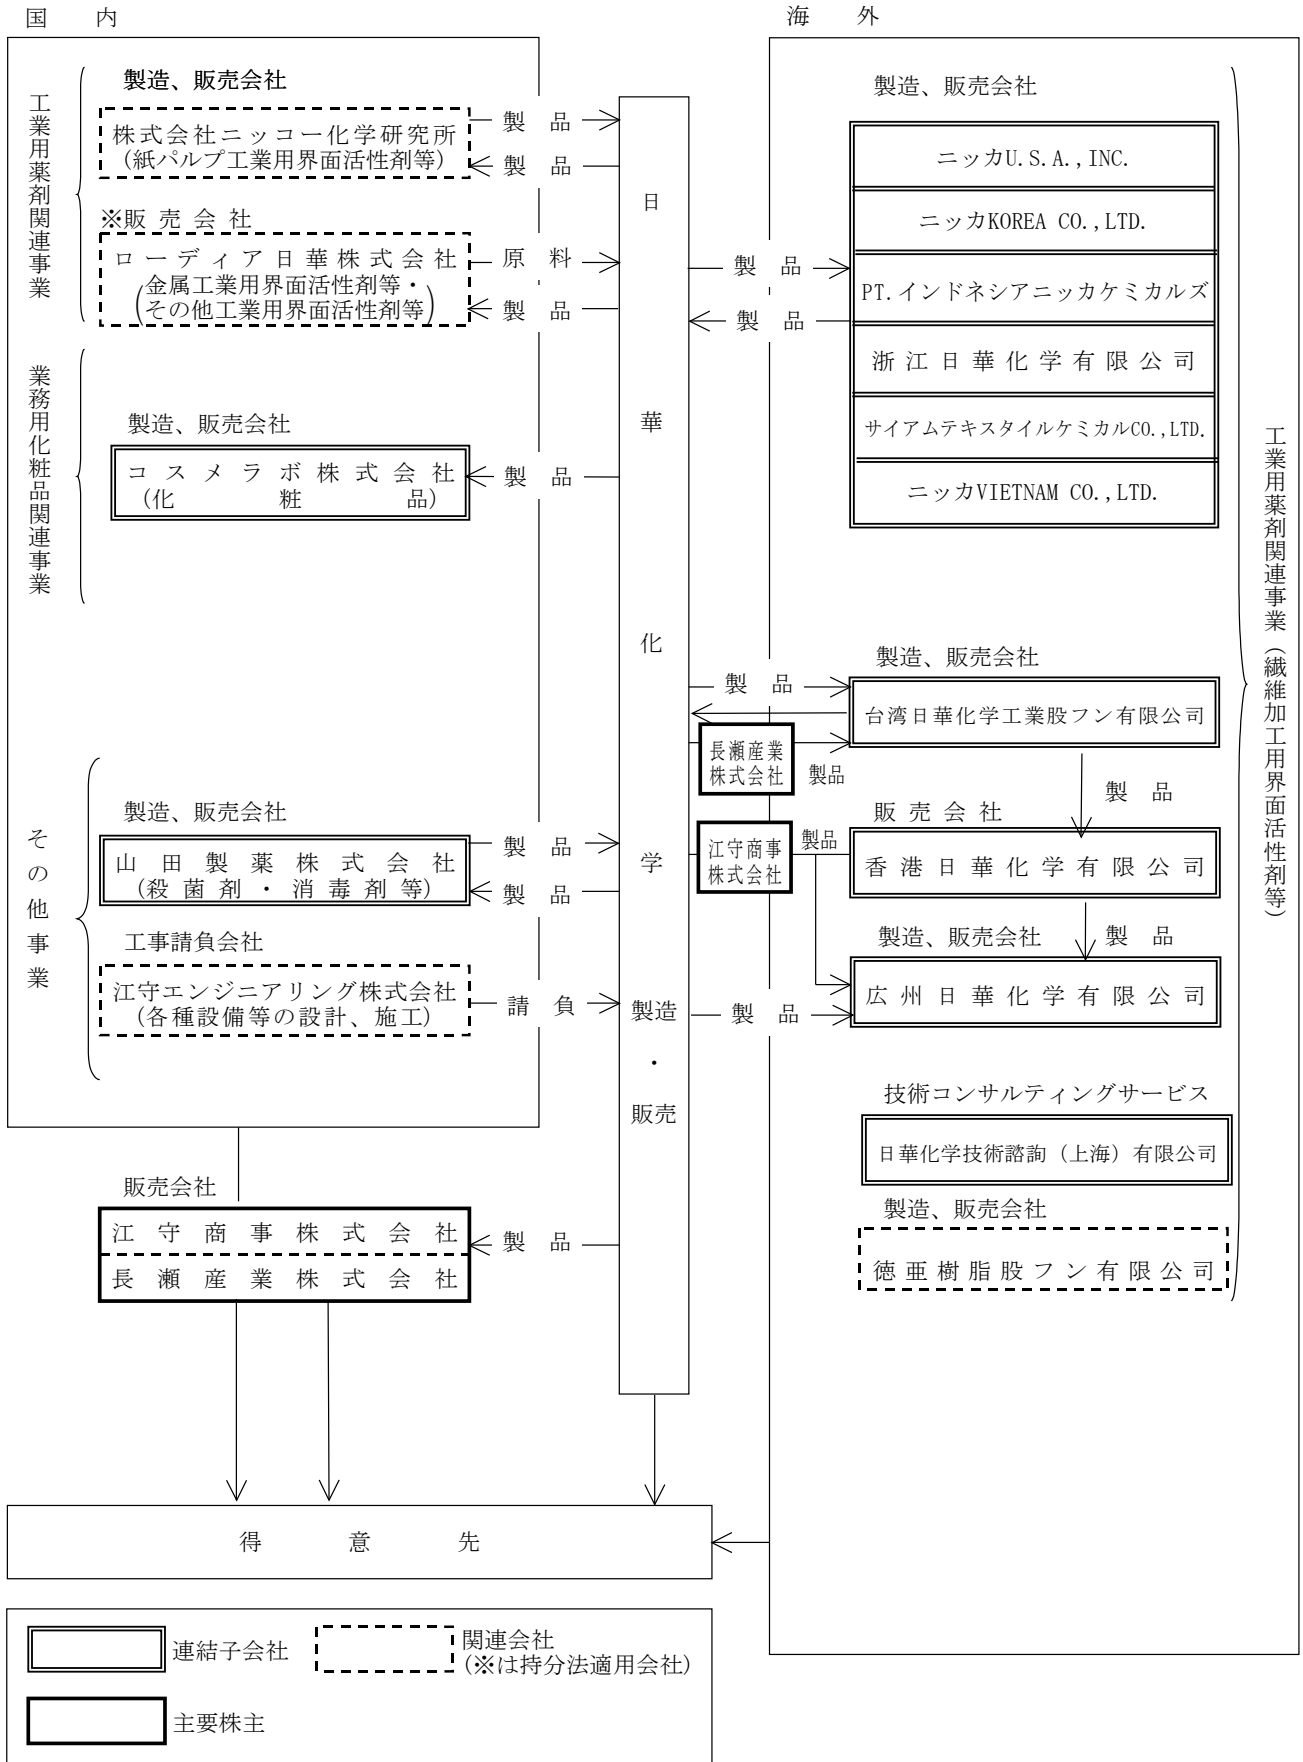 国　内
工業用薬剤関連事業
製造、販売会社
株式会社ニッコー化学研究所
(紙パルプ工業用界面活性剤等)
製　品
製　品
※販売会社
ローディア日華株式会社
(金属工業用界面活性剤等・
その他工業用界面活性剤等)
原　料
製　品
業務用化粧品関連事業
製造、販売会社
コスメラボ株式会社
(化粧品)
製　品
その他事業
製造、販売会社
山田製薬株式会社
(殺菌剤・消毒剤等)
製　品
製　品
工事請負会社
江守エンジニアリング株式会社
(各種設備等の設計、施工)
請　負
販売会社
江守商事株式会社
長瀬産業株式会社
製　品
日華化学
製造
・
販売
海　外
製造、販売会社
ニッカU.S.A.,INC.
ニッカKOREA CO.,LTD.
PT.インドネシアニッカケミカルズ
浙江日華化学有限公司
サイアムテキスタイルケミカルCO.,LTD.
ニッカVIETNAM CO.,LTD.
製　品
製　品
製造、販売会社
台湾日華化学工業股フン有限公司
製　品
長瀬産業
株式会社
製品
製　品
販売会社
香港日華化学有限公司
江守商事
株式会社
製品
製　品
製造、販売会社
広州日華化学有限公司
製　品
技術コンサルティングサービス
日華化学技術諮詢（上海）有限公司
製造、販売会社
徳亜樹脂股フン有限公司
工業用薬剤関連事業（繊維加工用界面活性剤等）
得　意　先
連結子会社
関連会社
(※は持分法適用会社)
主要株主